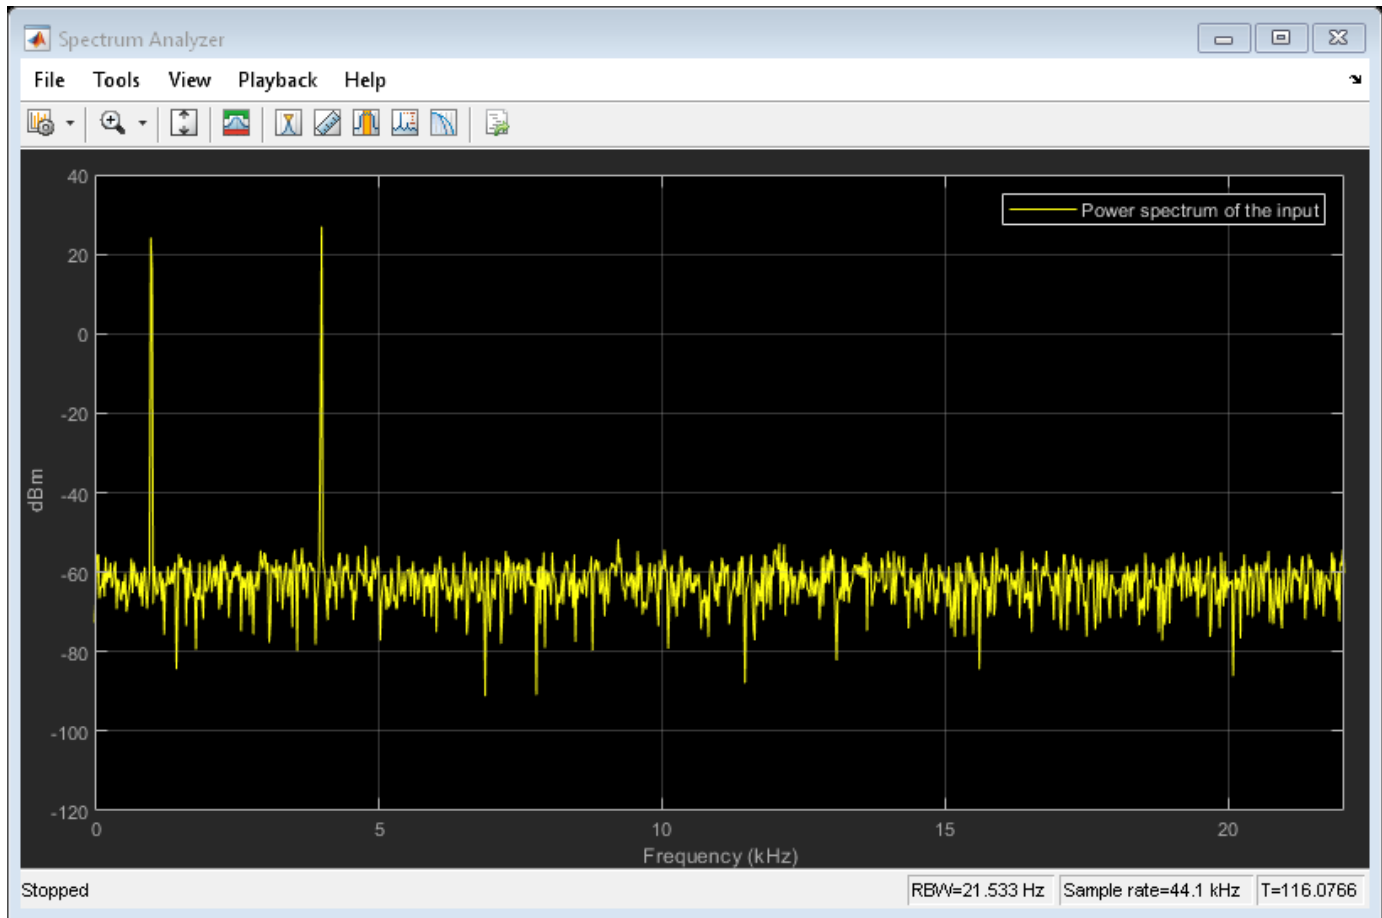 Spectrum Analyzer
File Tools View Playback Help
40
20
0
-20
-40
-60
-80
-100
-120
dBm
Power spectrum of the input
0 5 10 15 20
Frequency (kHz)
Stopped RBW=21.533 Hz Sample rate=44.1 kHz T=116.0766